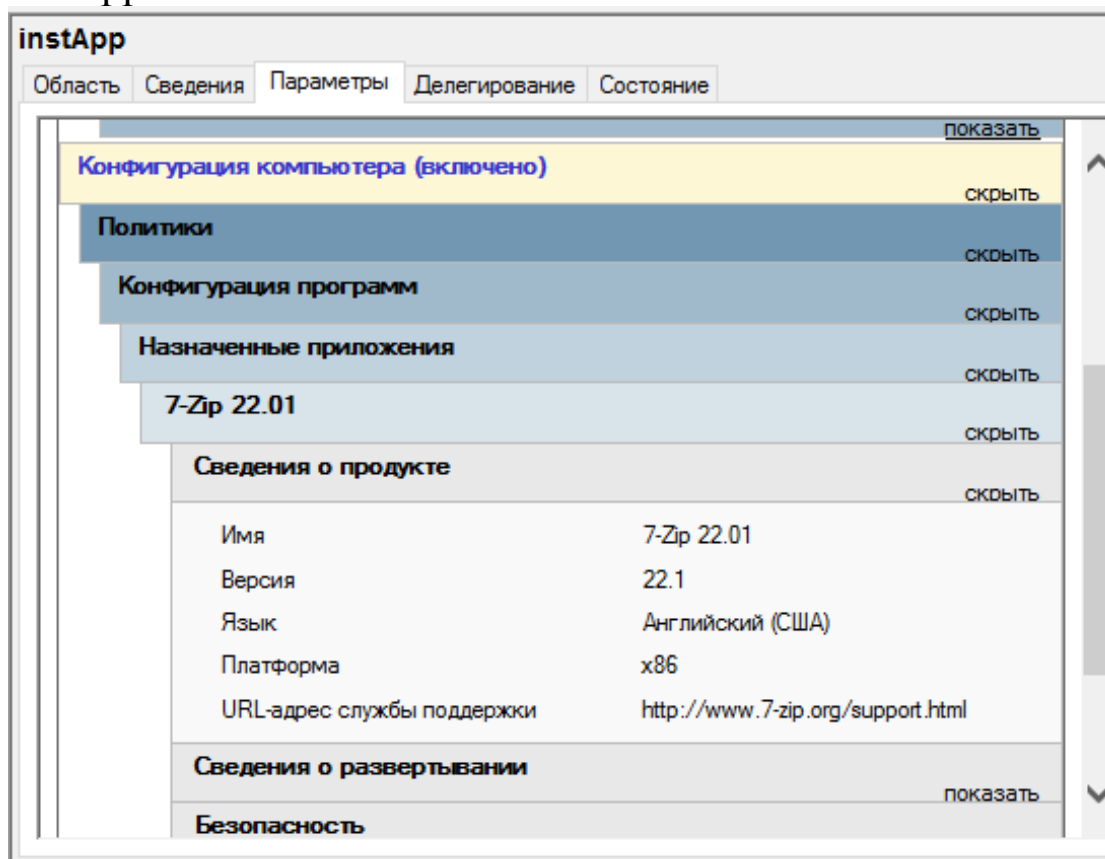 instApp
Область Сведения Параметры Делегирование Состояние
показать
Конфигурация компьютера (включено)
скрыть
Политики
скрыть
Конфигурация программ
скрыть
Назначенные приложения
скрыть
7-Zip 22.01
скрыть
Сведения о продукте
скрыть
Имя 7-Zip 22.01
Версия 22.1
Язык Английский (США)
Платформа x86
URL-адрес службы поддержки http://www.7-zip.org/support.html
Сведения о развертывании
показать
Безопасность